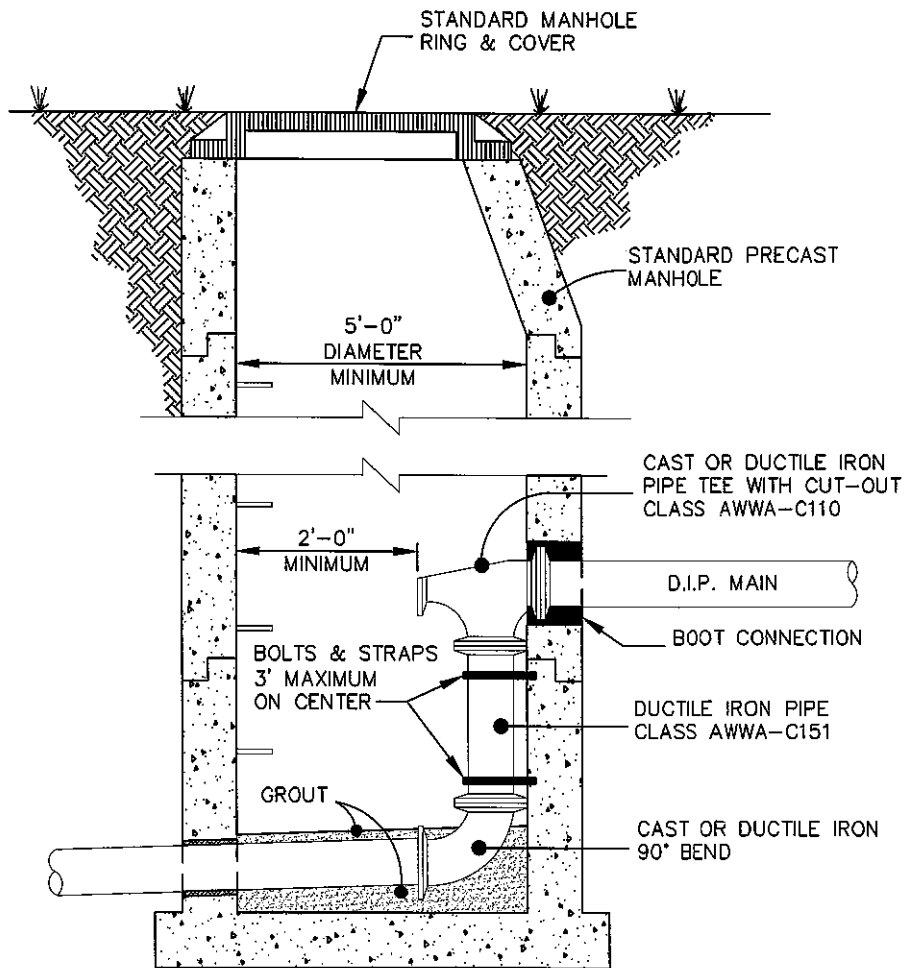 STANDARD MANHOLE
RING & COVER
STANDARD PRECAST
MANHOLE
5'-0"
DIAMETER
MINIMUM
CAST OR DUCTILE IRON
PIPE TEE WITH CUT-OUT
CLASS AWWA-C110
2'-0"
MINIMUM
D.I.P. MAIN
BOOT CONNECTION
BOLTS & STRAPS
3' MAXIMUM
ON CENTER
DUCTILE IRON PIPE
CLASS AWWA-C151
GROUT
CAST OR DUCTILE IRON
90° BEND